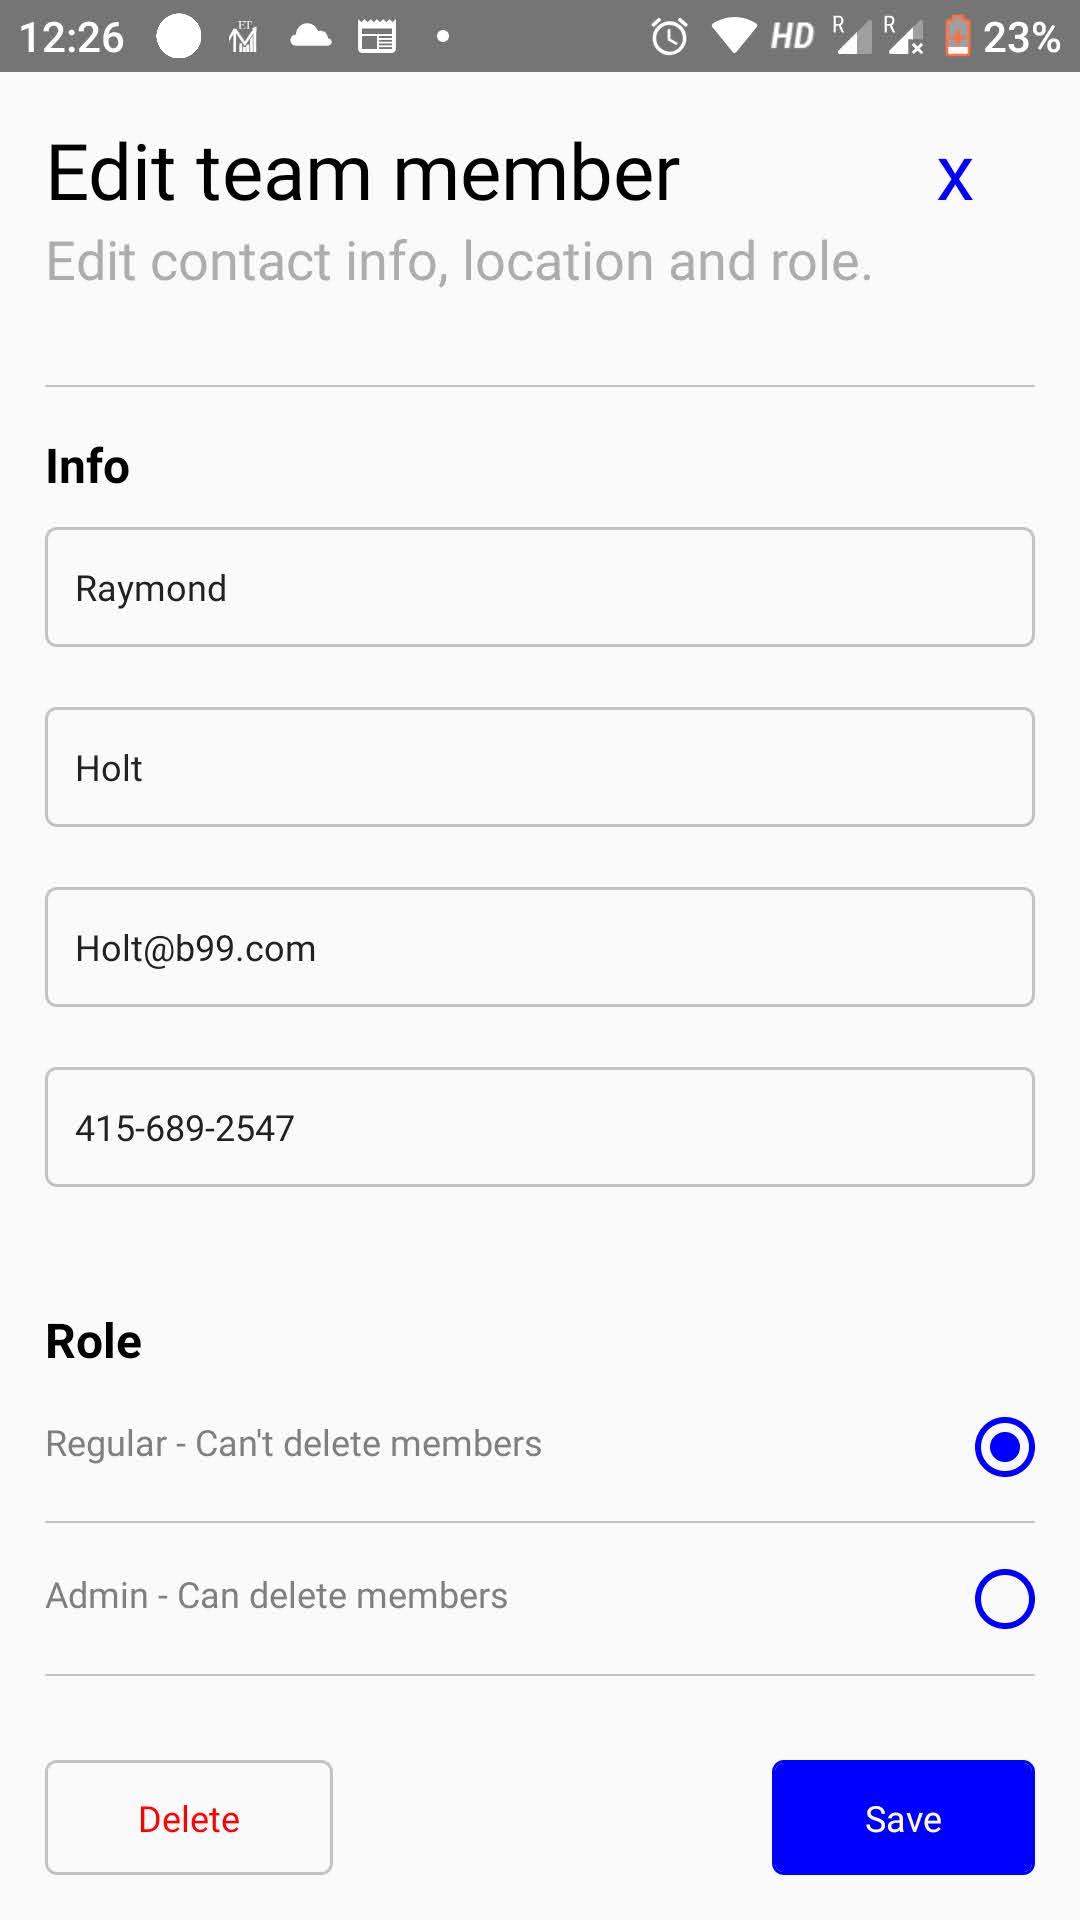 12:26 FT HD R R 23%
Edit team member X
Edit contact info, location and role.
Info
Raymond
Holt
Holt@b99.com
415-689-2547
Role
Regular - Can't delete members
Admin - Can delete members
Delete Save